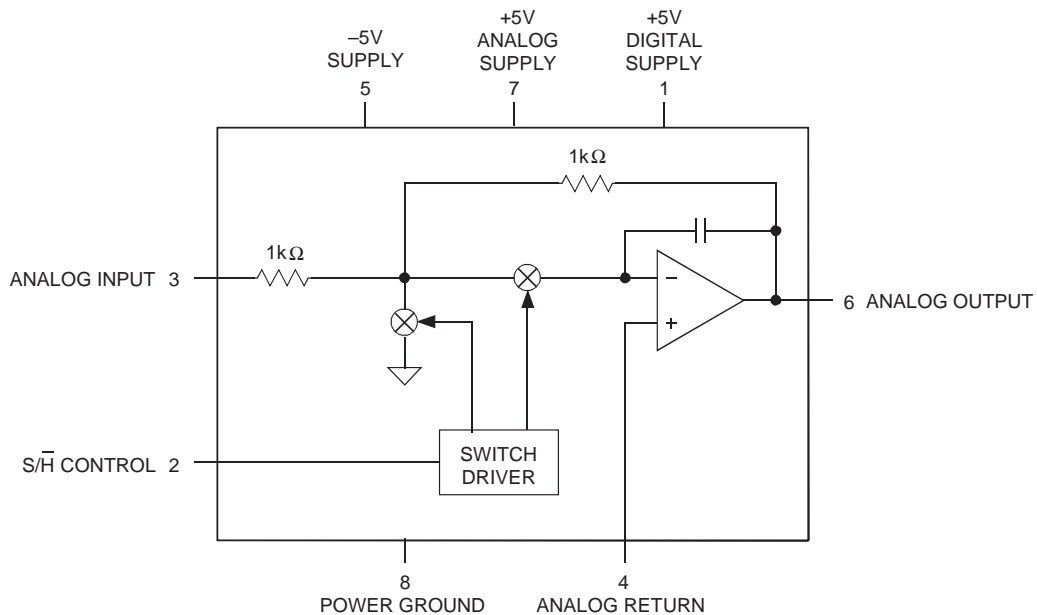 –5V
SUPPLY
5
+5V
ANALOG
SUPPLY
7
+5V
DIGITAL
SUPPLY
1
1kΩ
1kΩ
ANALOG INPUT 3
–
+
6 ANALOG OUTPUT
S/H̅ CONTROL 2
SWITCH
DRIVER
8
POWER GROUND
4
ANALOG RETURN